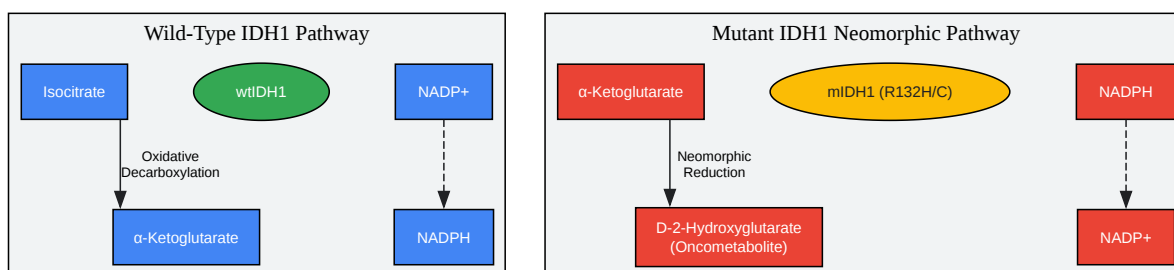 Wild-Type IDH1 Pathway
Isocitrate
wtIDH1
NADP+
Oxidative
Decarboxylation
α-Ketoglutarate
NADPH
Mutant IDH1 Neomorphic Pathway
α-Ketoglutarate
mIDH1 (R132H/C)
NADPH
Neomorphic
Reduction
D-2-Hydroxyglutarate
(Oncometabolite)
NADP+